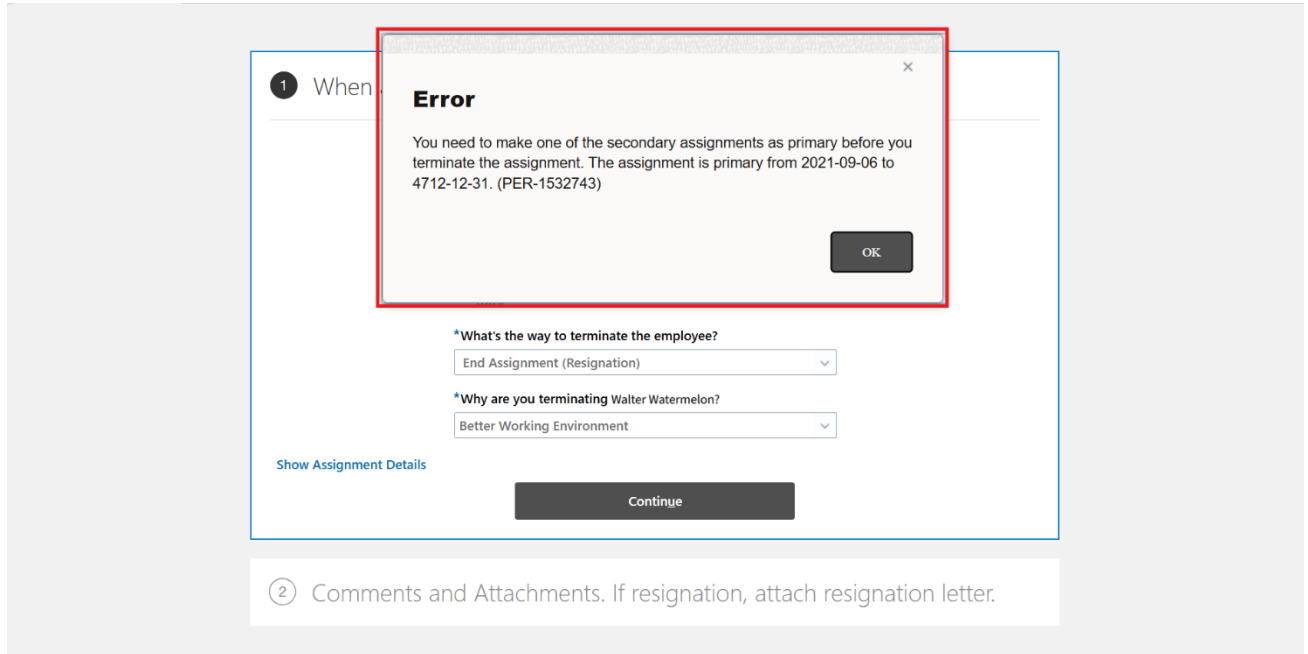 1 When
×
Error
You need to make one of the secondary assignments as primary before you
terminate the assignment. The assignment is primary from 2021-09-06 to
4712-12-31. (PER-1532743)
OK
*What's the way to terminate the employee?
End Assignment (Resignation)
*Why are you terminating Walter Watermelon?
Better Working Environment
Show Assignment Details
Continue
2 Comments and Attachments. If resignation, attach resignation letter.